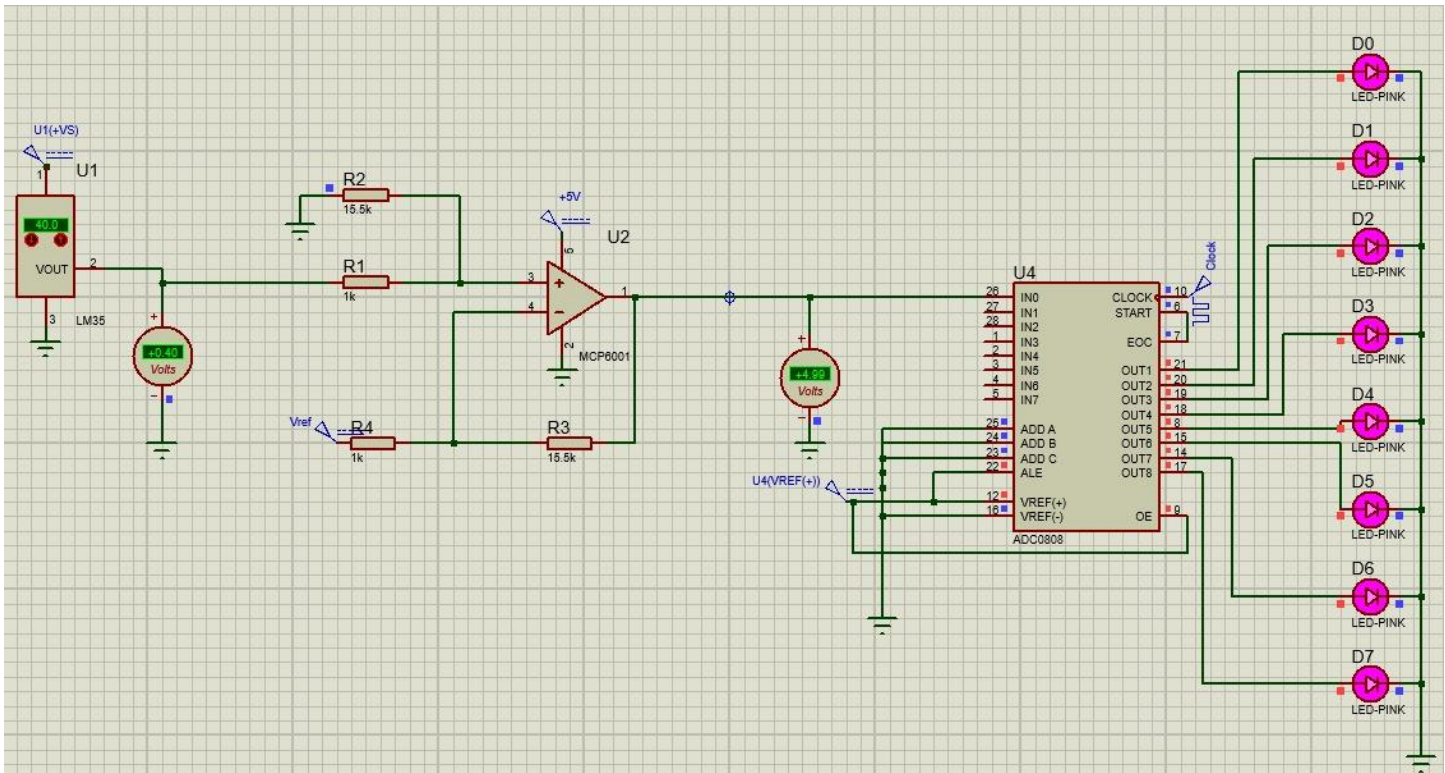 U1(+VS)
1
U1
40.0
VOUT
2
3
LM35
+0.40
Volts
R2
15.5k
R1
1k
Vref
R4
1k
R3
15.5k
+5V
5
U2
3
4
1
2
MCP6001
+4.99
Volts
U4(VREF(+))
U4
Clock
26 IN0 CLOCK 10
27 IN1 START 6
28 IN2
1 IN3 EOC 7
2 IN4
3 IN5 OUT1 21
4 IN6 OUT2 20
5 IN7 OUT3 19
OUT4 18
25 ADD A OUT5 8
24 ADD B OUT6 15
23 ADD C OUT7 14
22 ALE OUT8 17
12 VREF(+)
16 VREF(-) OE 9
ADC0808
D0
LED-PINK
D1
LED-PINK
D2
LED-PINK
D3
LED-PINK
D4
LED-PINK
D5
LED-PINK
D6
LED-PINK
D7
LED-PINK